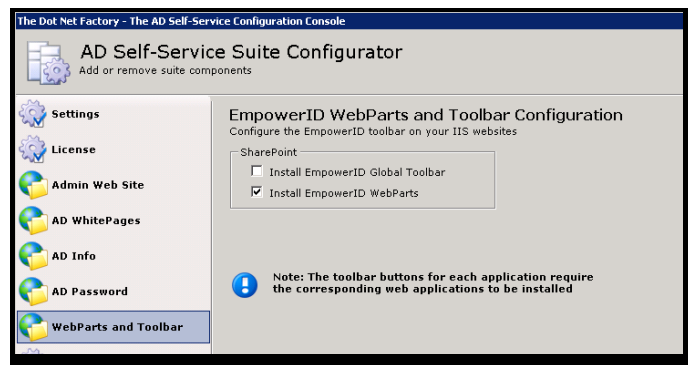 The Dot Net Factory - The AD Self-Service Configuration Console
AD Self-Service Suite Configurator
Add or remove suite components
Settings
License
Admin Web Site
AD WhitePages
AD Info
AD Password
WebParts and Toolbar
EmpowerID WebParts and Toolbar Configuration
Configure the EmpowerID toolbar on your IIS websites
SharePoint
Install EmpowerID Global Toolbar
Install EmpowerID WebParts
Note: The toolbar buttons for each application require
the corresponding web applications to be installed